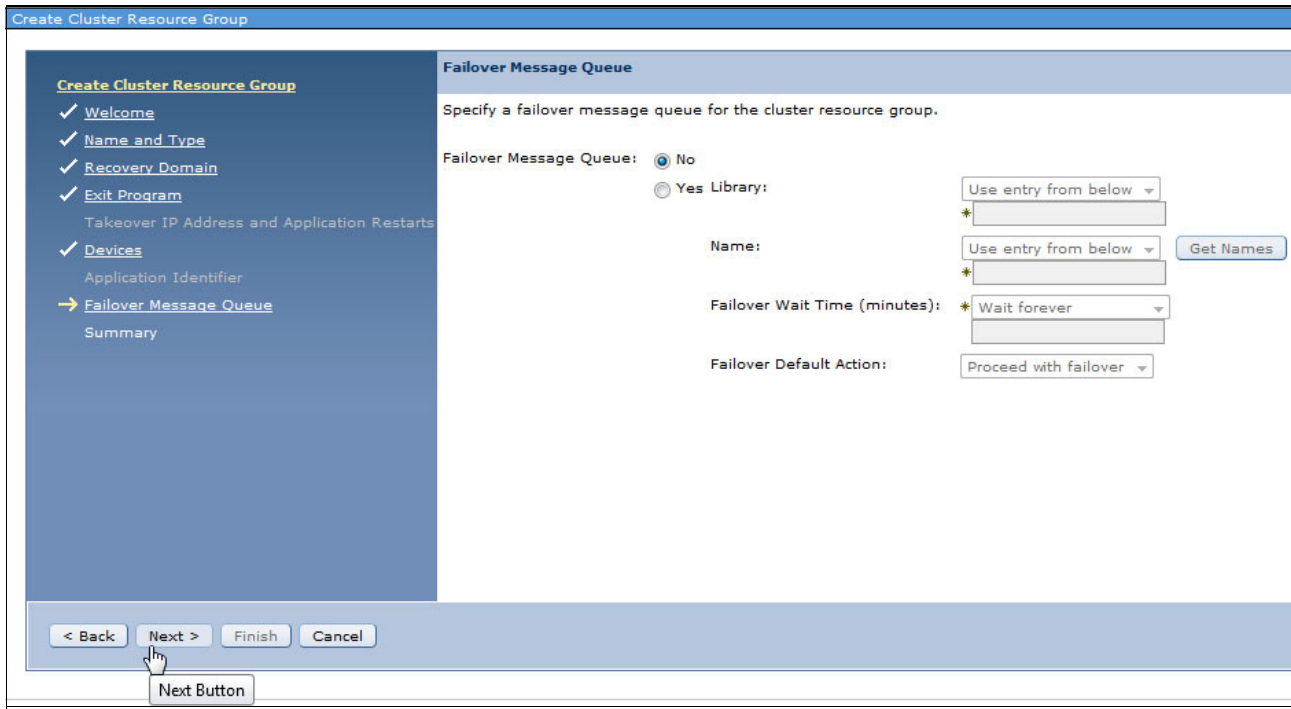 Create Cluster Resource Group
Create Cluster Resource Group
Welcome
Name and Type
Recovery Domain
Exit Program
Takeover IP Address and Application Restarts
Devices
Application Identifier
Failover Message Queue
Summary
Failover Message Queue
Specify a failover message queue for the cluster resource group.
Failover Message Queue: No
Yes Library: Use entry from below
*
Name: Use entry from below Get Names
*
Failover Wait Time (minutes): * Wait forever
Failover Default Action: Proceed with failover
< Back Next > Finish Cancel
Next Button